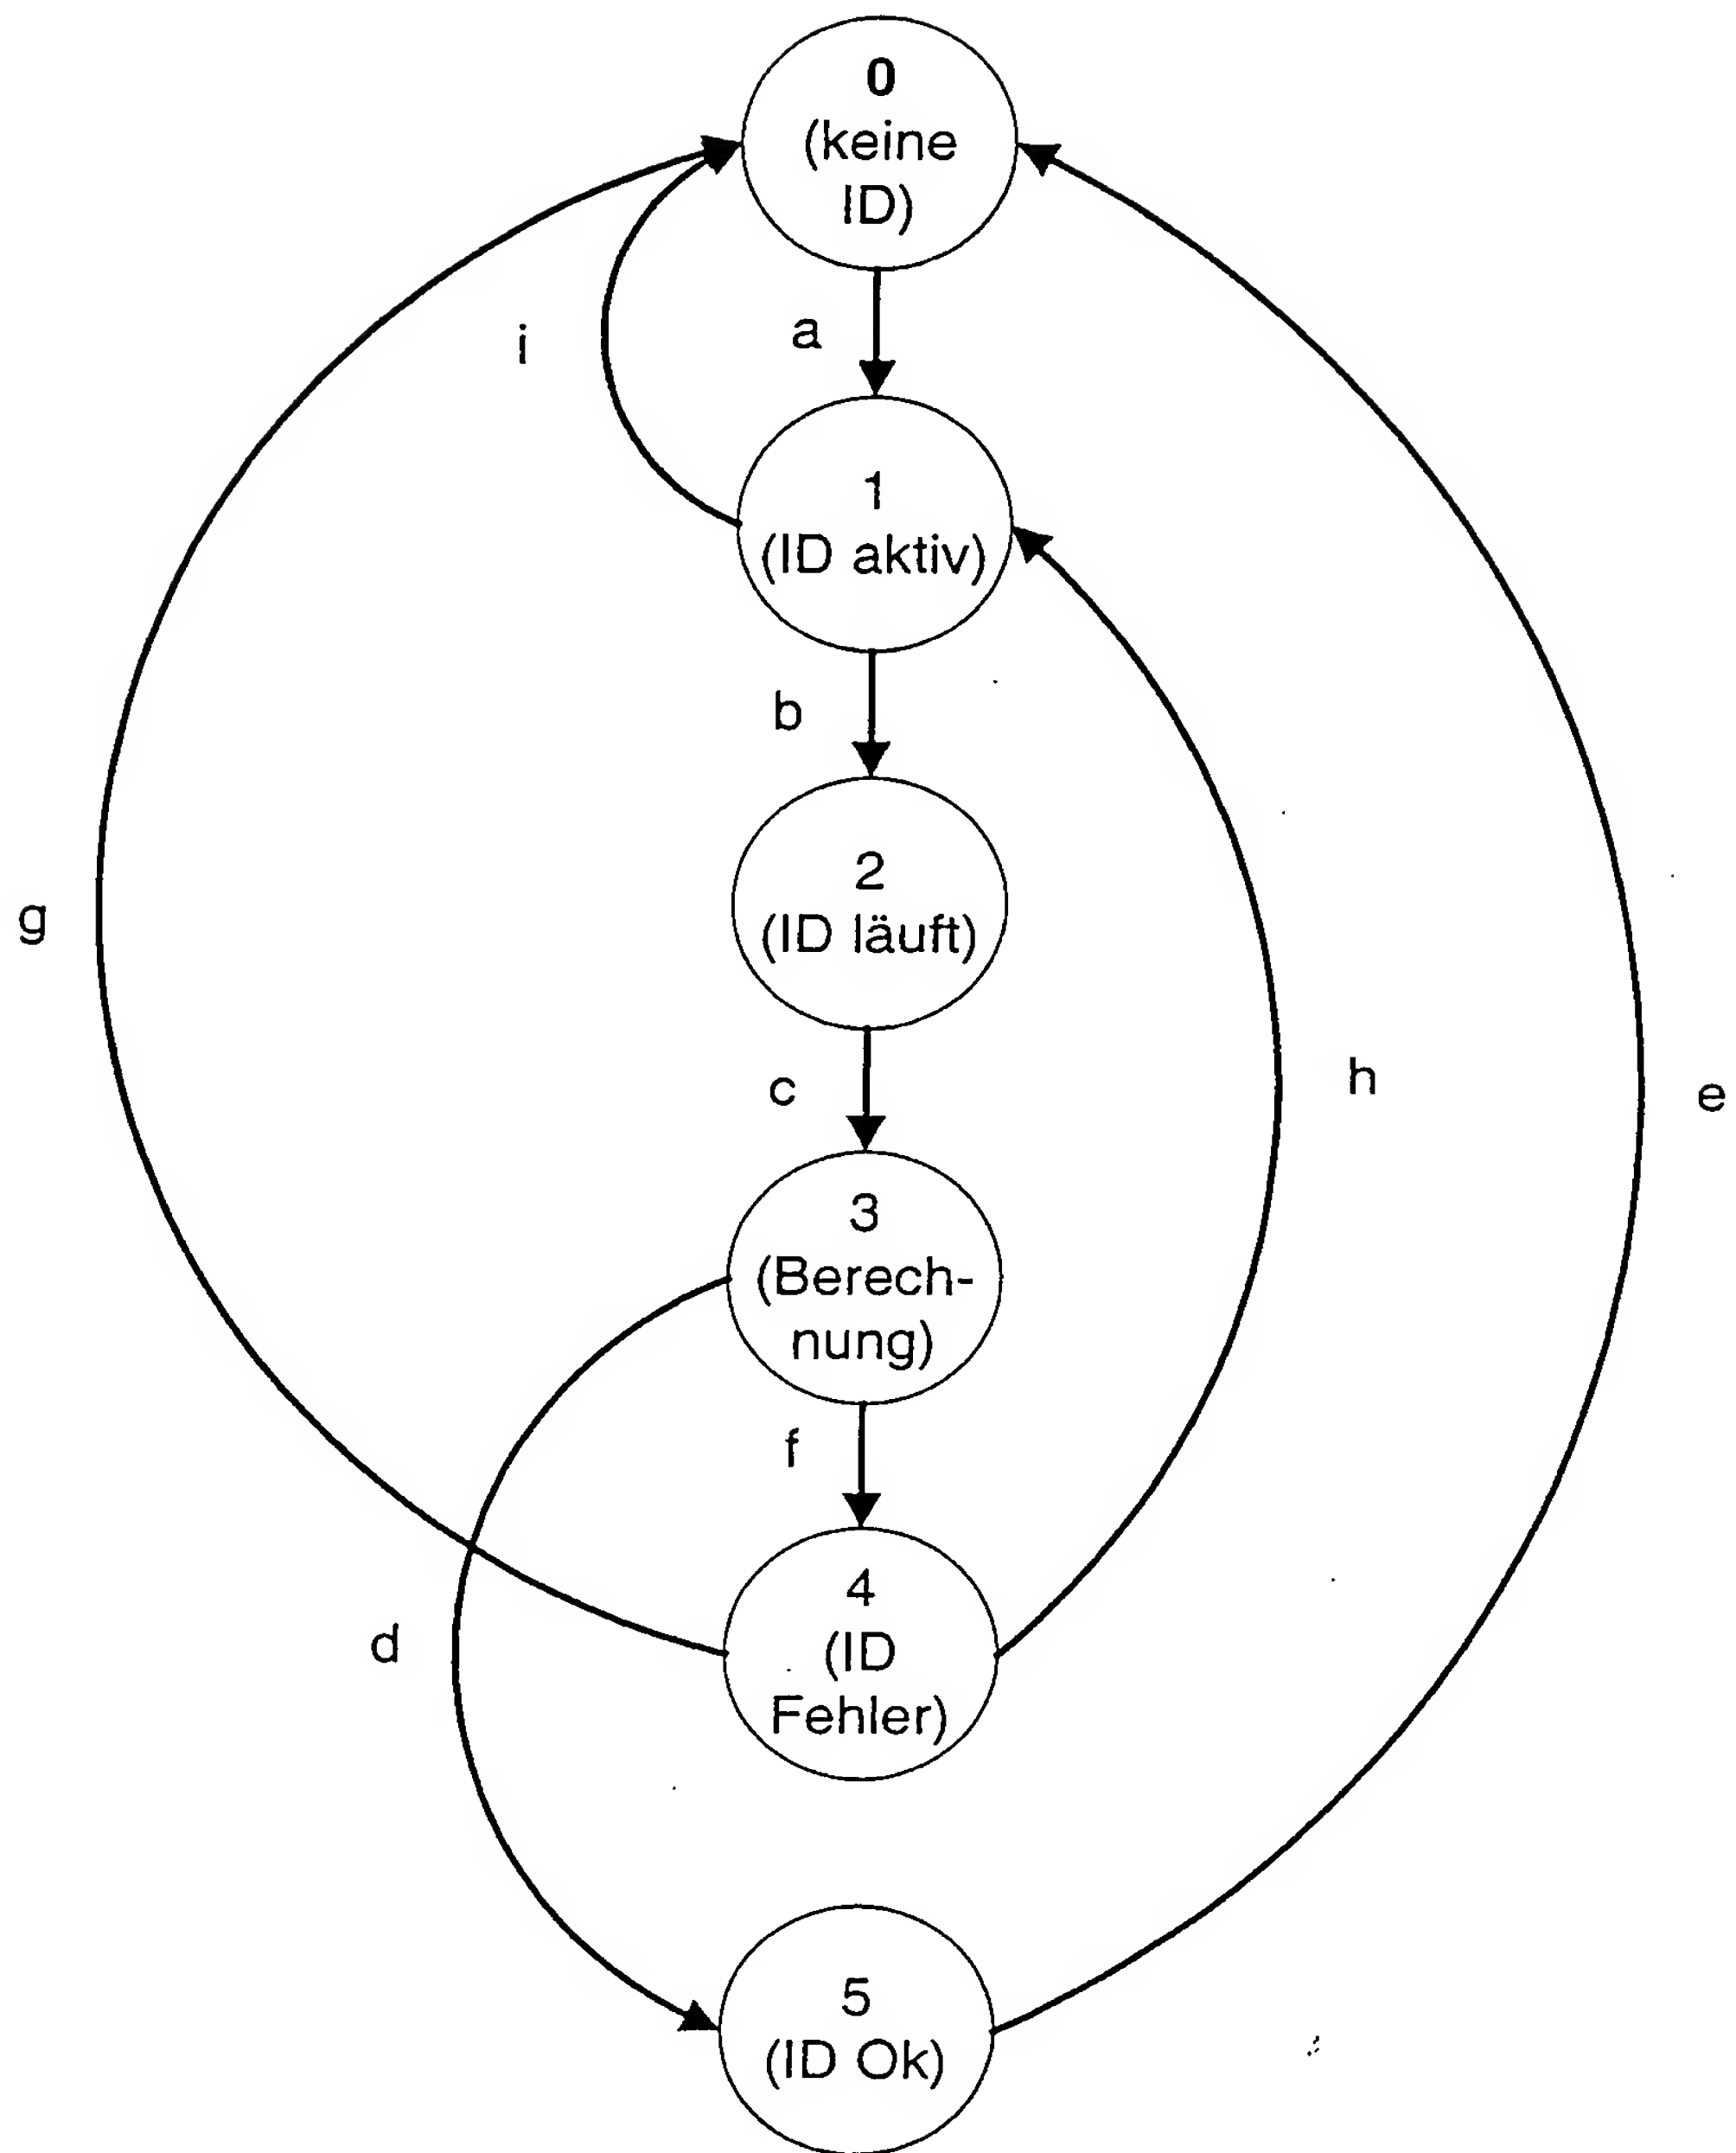 0
(keine
ID)
i
a
1
(ID aktiv)
b
2
(ID läuft)
g
c
h
e
3
(Berech-
nung)
f
4
(ID
Fehler)
d
5
(ID Ok)